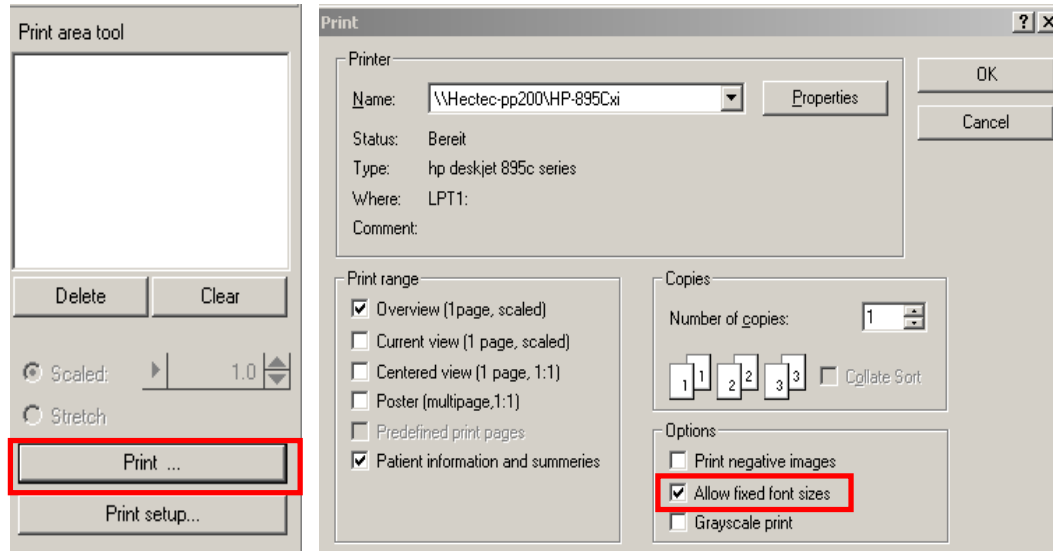 Print area tool
Delete Clear
Scaled: 1.0
Stretch
Print ...
Print setup...
Print
Printer
Name: \\Hectec-pp200\HP-895Cxi Properties
Status: Bereit
Type: hp deskjet 895c series
Where: LPT1:
Comment:
OK
Cancel
Print range
Overview (1page, scaled)
Current view (1 page, scaled)
Centered view (1 page, 1:1)
Poster (multipage,1:1)
Predefined print pages
Patient information and summeries
Copies
Number of copies: 1
1 1 2 2 3 3 Collate Sort
Options
Print negative images
Allow fixed font sizes
Grayscale print